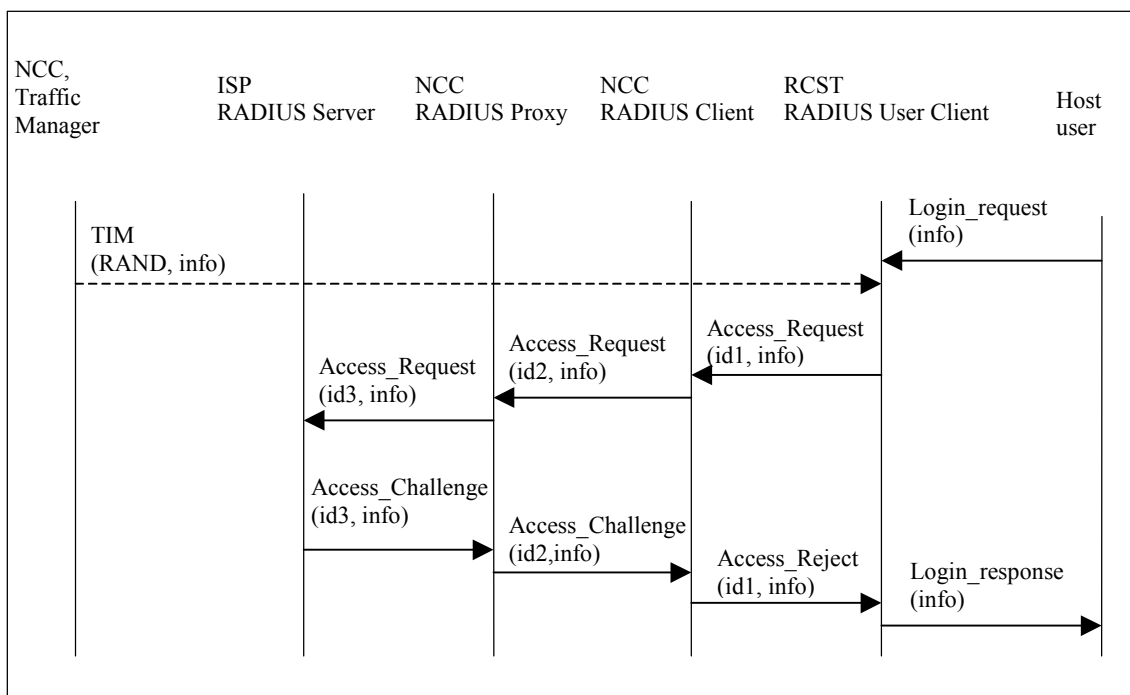 NCC,
Traffic
Manager
ISP
RADIUS Server
NCC
RADIUS Proxy
NCC
RADIUS Client
RCST
RADIUS User Client
Host
user
Login_request
(info)
TIM
(RAND, info)
Access_Request
(id1, info)
Access_Request
(id2, info)
Access_Request
(id3, info)
Access_Challenge
(id3, info)
Access_Challenge
(id2,info)
Access_Reject
(id1, info)
Login_response
(info)